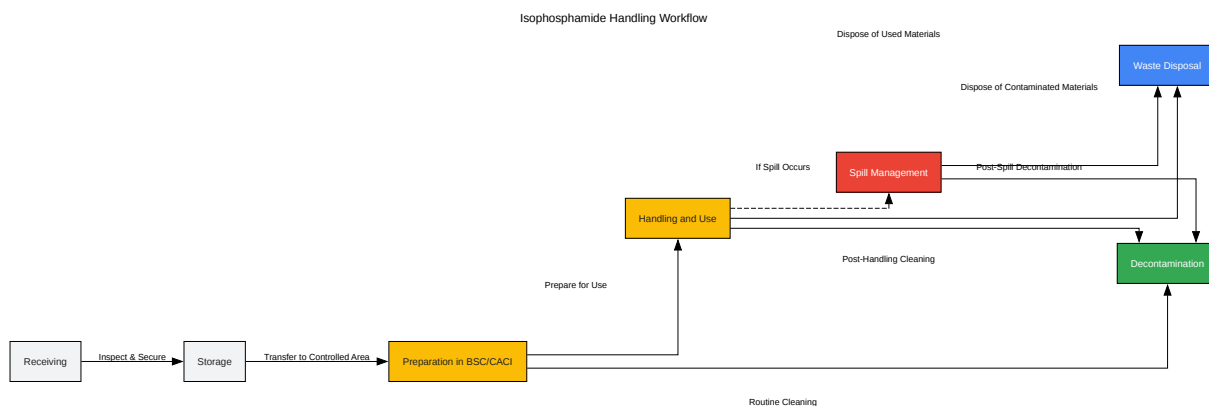 Isophosphamide Handling Workflow
Dispose of Used Materials
Waste Disposal
Dispose of Contaminated Materials
If Spill Occurs
Spill Management
Post-Spill Decontamination
Handling and Use
Post-Handling Cleaning
Decontamination
Prepare for Use
Receiving
Inspect & Secure
Storage
Transfer to Controlled Area
Preparation in BSC/CACI
Routine Cleaning